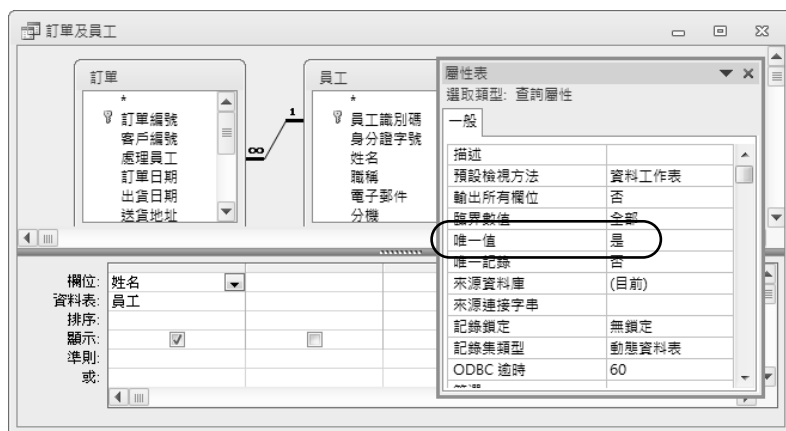 訂單及員工
訂單
*
訂單編號
客戶編號
處理員工
訂單日期
出貨日期
送貨地址
∞
1
員工
*
員工識別碼
身分證字號
姓名
職稱
電子郵件
分機
屬性表
選取類型: 查詢屬性
一般
描述
預設檢視方法 資料工作表
輸出所有欄位 否
臨界數值 全部
唯一值 是
唯一記錄 否
來源資料庫 (目前)
來源連接字串
記錄鎖定 無鎖定
記錄集類型 動態資料表
ODBC 逾時 60
欄位: 姓名
資料表: 員工
排序:
顯示:
準則:
或: